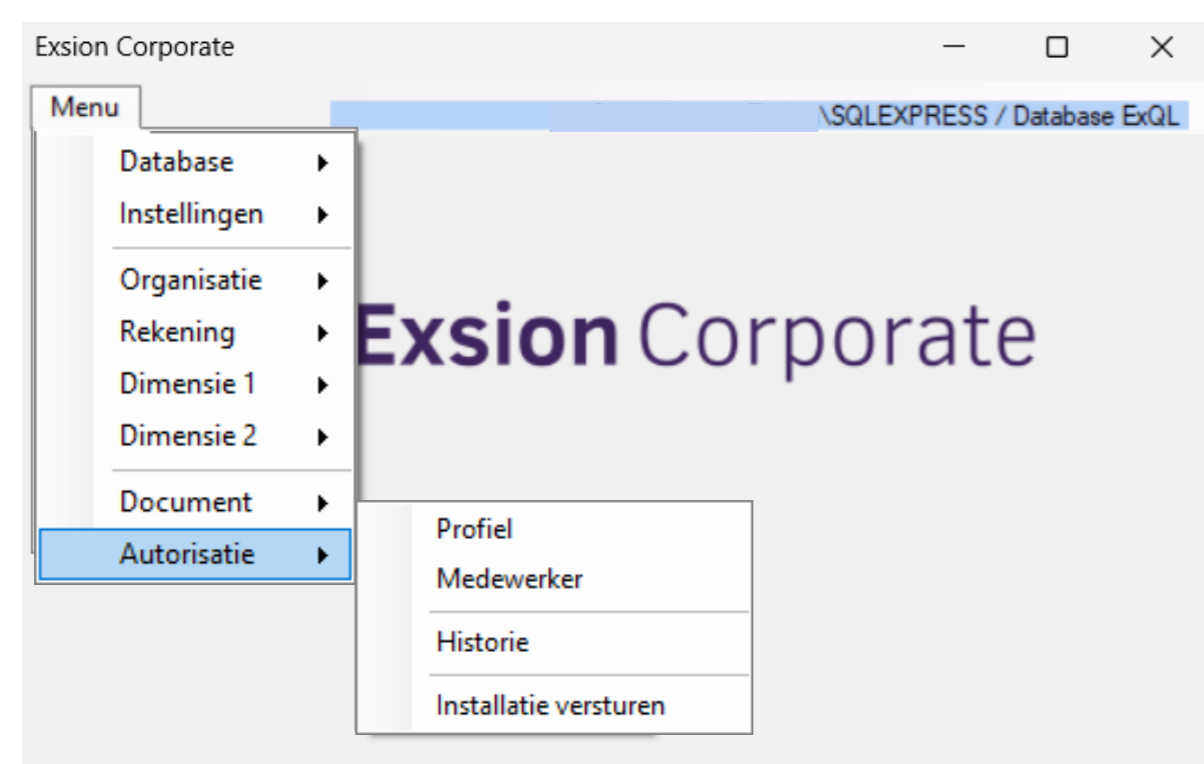 Exsion Corporate
Menu
\SQLEXPRESS / Database ExQL
Database
Instellingen
Organisatie
Rekening
Dimensie 1
Dimensie 2
Document
Autorisatie
Exsion Corporate
Profiel
Medewerker
Historie
Installatie versturen